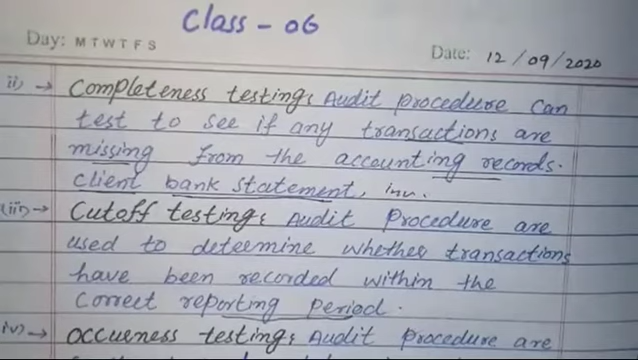 Class - 06
Day: M T W T F S
Date: 12/09/2020
ii) → Completeness testing: Audit procedure can
test to see if any transactions are
missing from the accounting records.
client bank statement, inv.
(iii) → Cutoff testing: Audit Procedure are
used to deteemine whether transactions
have been recorded within the
correct reporting period.
iv) → occueness testing: Audit procedure are